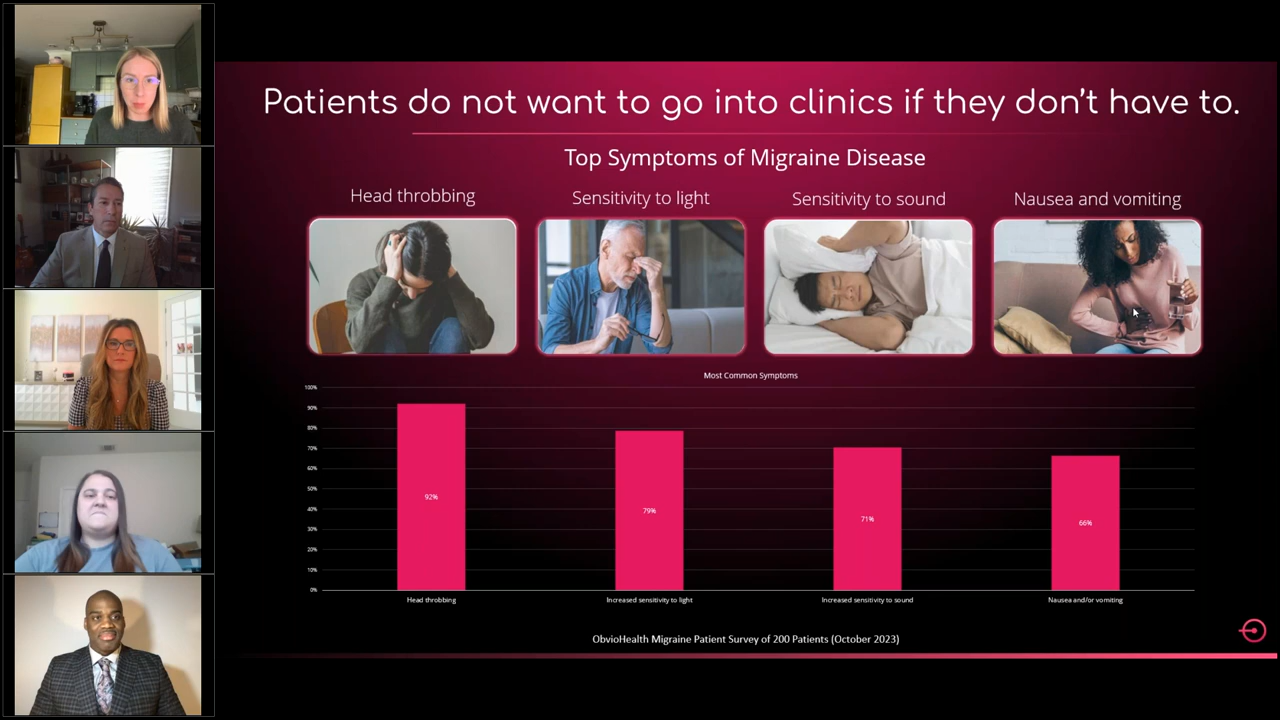 Patients do not want to go into clinics if they don't have to.
Top Symptoms of Migraine Disease
Head throbbing
Sensitivity to light
Sensitivity to sound
Nausea and vomiting
Most Common Symptoms
100%
90%
80%
70%
60%
50%
40%
30%
20%
10%
0%
92%
79%
71%
66%
Head throbbing
Increased sensitivity to light
Increased sensitivity to sound
Nausea and/or vomiting
ObvioHealth Migraine Patient Survey of 200 Patients (October 2023)